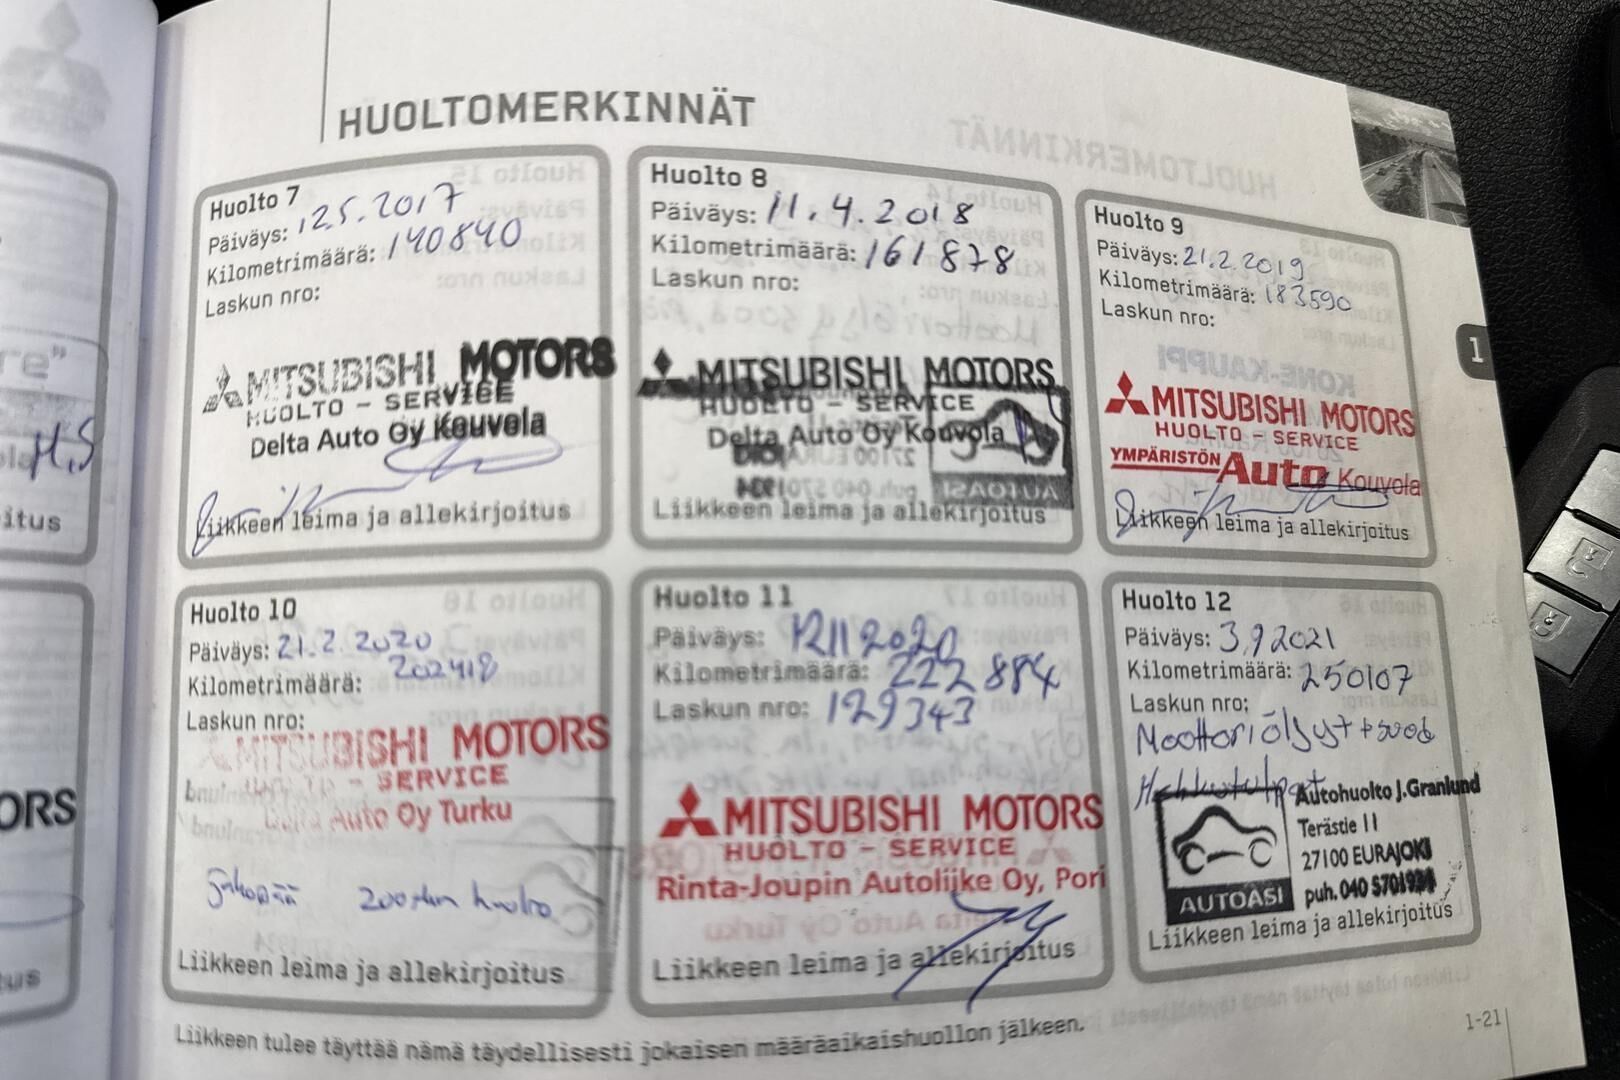 HUOLTOMERKINNÄT
Huolto 7
Päiväys: 12.5.2017
Kilometrimäärä: 140840
Laskun nro:
MITSUBISHI MOTORS
HUOLTO - SERVICE
Delta Auto Oy Kouvola
Liikkeen leima ja allekirjoitus
Huolto 8
Päiväys: 11.4.2018
Kilometrimäärä: 161878
Laskun nro:
MITSUBISHI MOTORS
HUOLTO - SERVICE
Delta Auto Oy Kouvola
Liikkeen leima ja allekirjoitus
Huolto 9
Päiväys: 21.2.2019
Kilometrimäärä: 183590
Laskun nro:
MITSUBISHI MOTORS
HUOLTO - SERVICE
YMPÄRISTÖN Auto Kouvola
Liikkeen leima ja allekirjoitus
Huolto 10
Päiväys: 21.2.2020
Kilometrimäärä: 202418
Laskun nro:
MITSUBISHI MOTORS
- SERVICE
Delta Auto Oy Turku
huolto
Liikkeen leima ja allekirjoitus
Huolto 11
Päiväys: 12.11.2020
Kilometrimäärä: 222 884
Laskun nro: 129343
MITSUBISHI MOTORS
HUOLTO - SERVICE
Rinta-Joupin Autoliike Oy, Pori
Liikkeen leima ja allekirjoitus
Huolto 12
Päiväys: 3.9.2021
Kilometrimäärä: 250107
Laskun nro:
Moottoriöljyt + suod
Hehkutulpat
Autohuolto J.Granlund
Terästie 11
27100 EURAJOKI
puh. 040 5701934
AUTOASI
Liikkeen leima ja allekirjoitus
Liikkeen tulee täyttää nämä täydellisesti jokaisen määräaikaishuollon jälkeen.
1-21
1